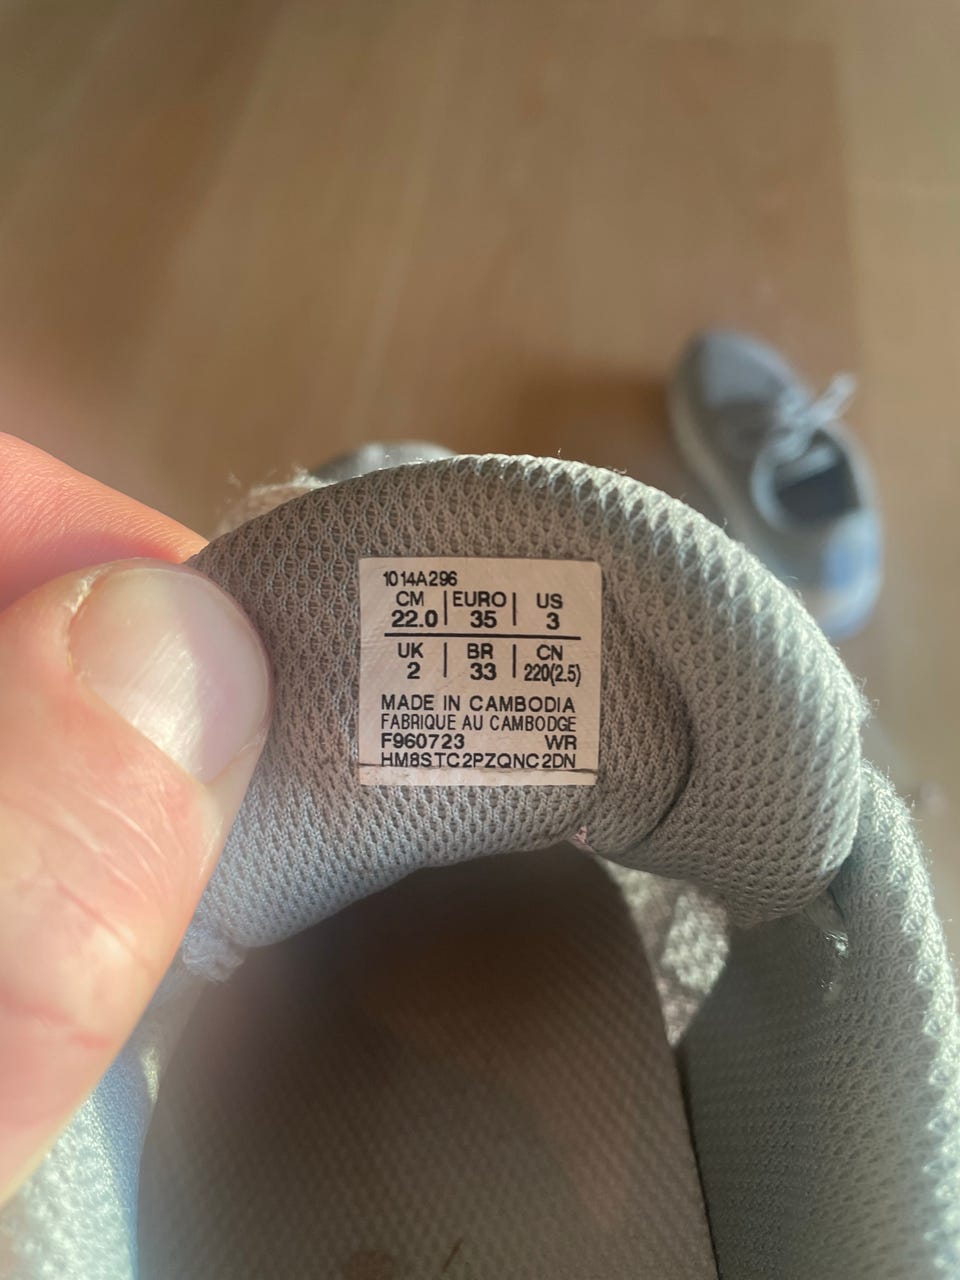 1014A296
CM | EURO | US
22.0 | 35 | 3
UK | BR | CN
2 | 33 | 220(2.5)
MADE IN CAMBODIA
FABRIQUE AU CAMBODGE
F960723 WR
HM8STC2PZQNC2DN